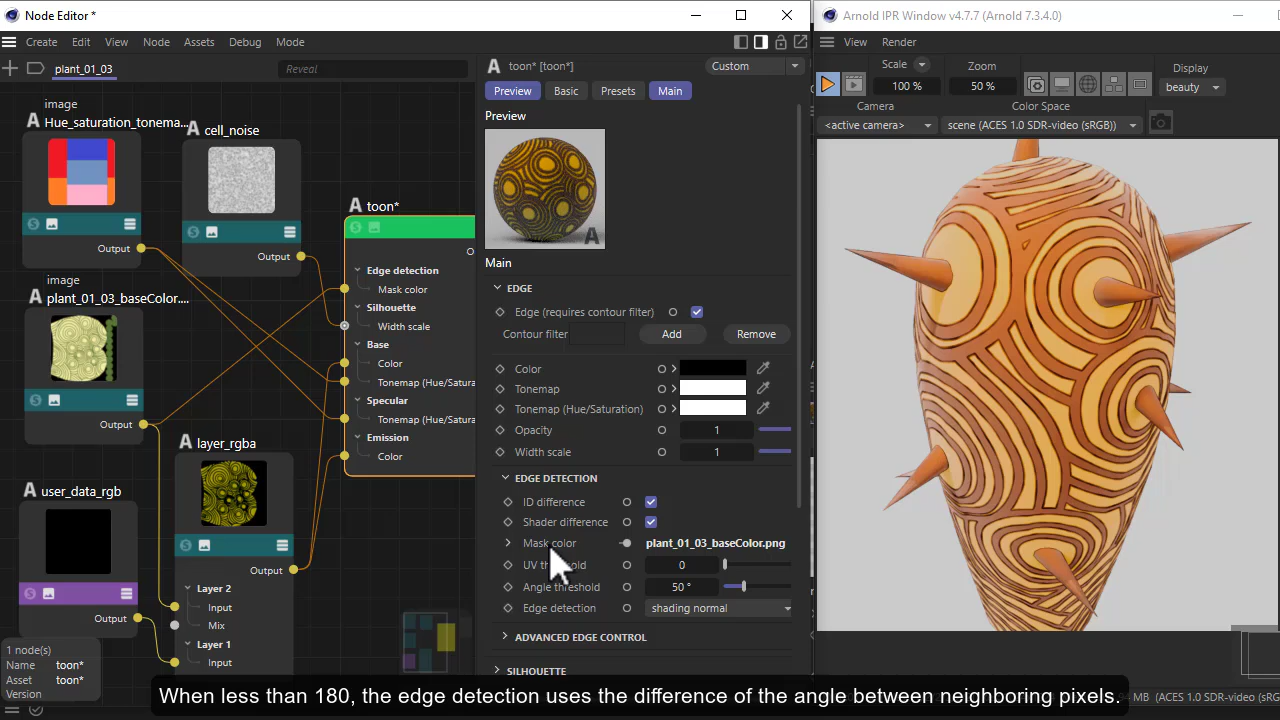 Node Editor *
Create Edit View Node Assets Debug Mode
plant_01_03
Reveal
image
Hue_saturation_tonema...
Output
cell_noise
Output
image
plant_01_03_baseColor....
Output
layer_rgba
Output
Layer 2
Input
Mix
Layer 1
Input
user_data_rgb
Output
toon*
Edge detection
Mask color
Silhouette
Width scale
Base
Color
Tonemap (Hue/Satura
Specular
Tonemap (Hue/Satura
Emission
Color
1 node(s)
Name toon*
Asset toon*
Version
toon* [toon*]
Custom
Preview Basic Presets Main
Preview
Main
EDGE
Edge (requires contour filter)
Contour filter Add Remove
Color
Tonemap
Tonemap (Hue/Saturation)
Opacity 1
Width scale 1
EDGE DETECTION
ID difference
Shader difference
Mask color plant_01_03_baseColor.png
UV threshold 0
Angle threshold 50 °
Edge detection shading normal
ADVANCED EDGE CONTROL
SILHOUETTE
Arnold IPR Window v4.7.7 (Arnold 7.3.4.0)
View Render
Scale Zoom Display
100 % 50 % beauty
Camera Color Space
<active camera> scene (ACES 1.0 SDR-video (sRGB))
MB (ACES 1.0 SDR-video (sRG
When less than 180, the edge detection uses the difference of the angle between neighboring pixels.